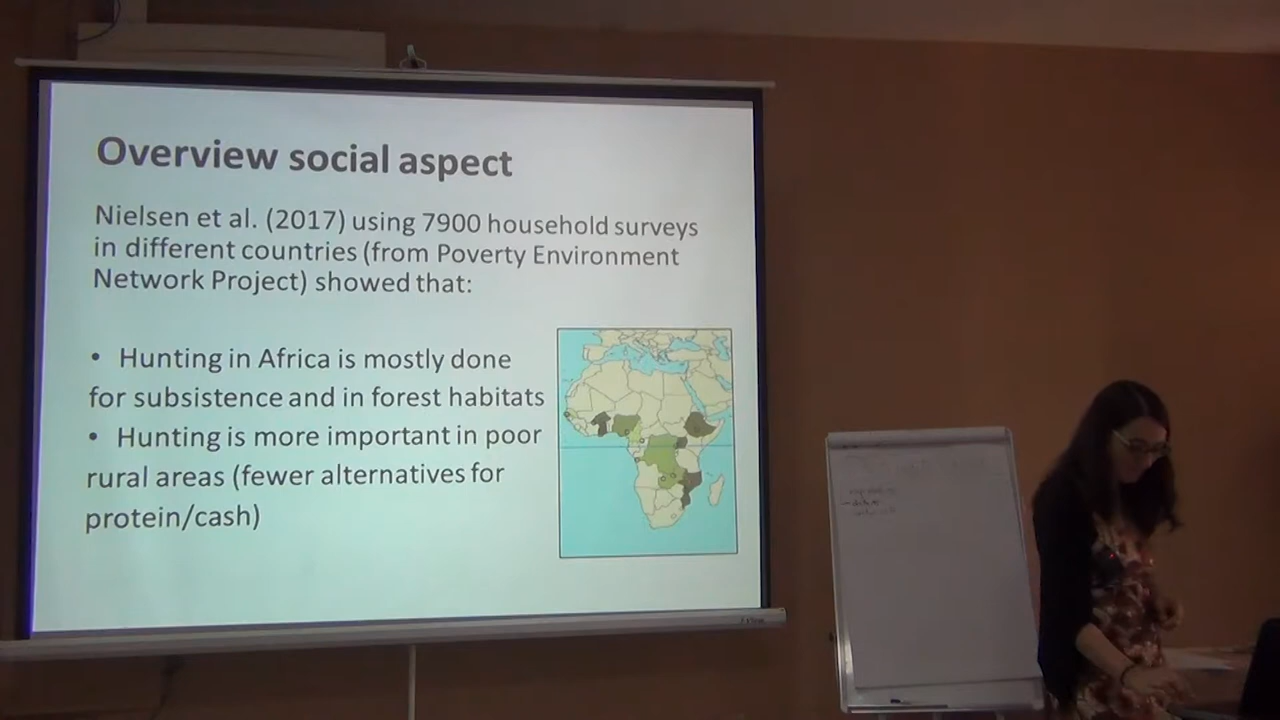 Overview social aspect
Nielsen et al. (2017) using 7900 household surveys
in different countries (from Poverty Environment
Network Project) showed that:
• Hunting in Africa is mostly done
for subsistence and in forest habitats
• Hunting is more important in poor
rural areas (fewer alternatives for
protein/cash)